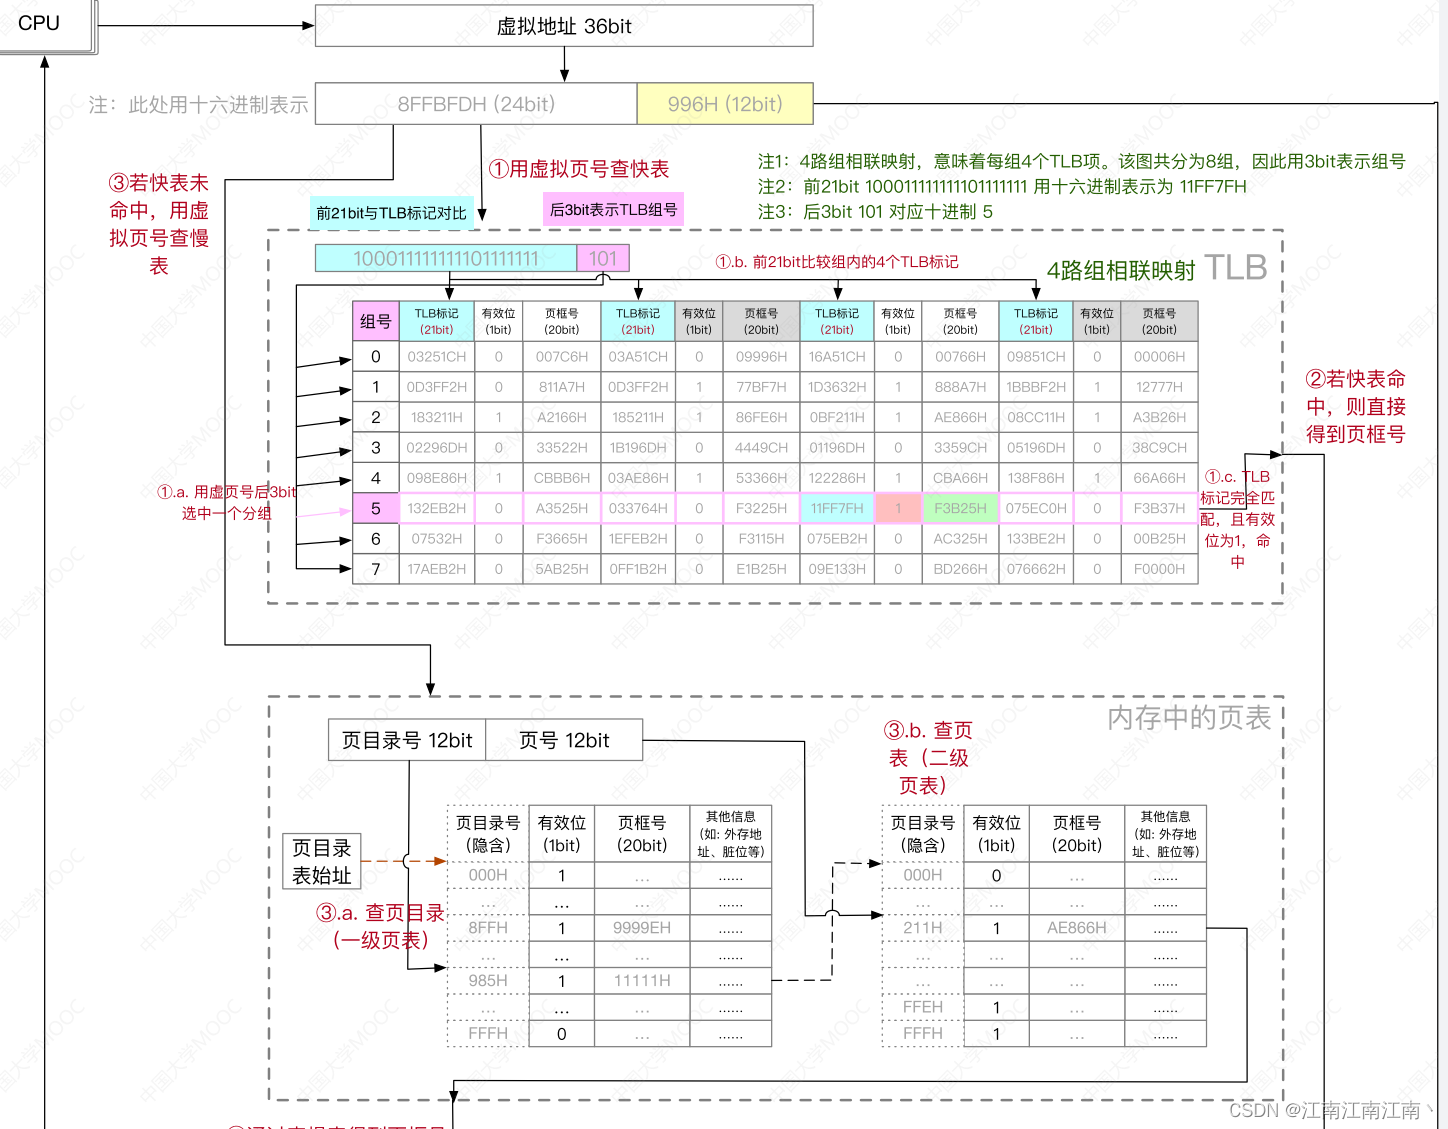 CPU
虚拟地址 36bit
注：此处用十六进制表示
8FFBFDH (24bit)
996H (12bit)
①用虚拟页号查快表
注1：4路组相联映射，意味着每组4个TLB项。该图共分为8组，因此用3bit表示组号
注2：前21bit 100011111111101111111 用十六进制表示为 11FF7FH
注3：后3bit 101 对应十进制 5
③若快表未
命中，用虚
拟页号查慢
表
前21bit与TLB标记对比
后3bit表示TLB组号
100011111111101111111
101
①.b. 前21bit比较组内的4个TLB标记
4路组相联映射 TLB
组号 TLB标记 (21bit) 有效位 (1bit) 页框号 (20bit) TLB标记 (21bit) 有效位 (1bit) 页框号 (20bit) TLB标记 (21bit) 有效位 (1bit) 页框号 (20bit) TLB标记 (21bit) 有效位 (1bit) 页框号 (20bit)
0 03251CH 0 007C6H 03A51CH 0 09996H 16A51CH 0 00766H 09851CH 0 00006H
1 0D3FF2H 0 811A7H 0D3FF2H 1 77BF7H 1D3632H 1 888A7H 1BBBF2H 1 12777H
2 183211H 1 A2166H 185211H 1 86FE6H 0BF211H 1 AE866H 08CC11H 1 A3B26H
3 02296DH 0 33522H 1B196DH 0 4449CH 01196DH 0 3359CH 05196DH 0 38C9CH
4 098E86H 1 CBBB6H 03AE86H 1 53366H 122286H 1 CBA66H 138F86H 1 66A66H
5 132EB2H 0 A3525H 033764H 0 F3225H 11FF7FH 1 F3B25H 075EC0H 0 F3B37H
6 07532H 0 F3665H 1EFEB2H 0 F3115H 075EB2H 0 AC325H 133BE2H 0 00B25H
7 17AEB2H 0 5AB25H 0FF1B2H 0 E1B25H 09E133H 0 BD266H 076662H 0 F0000H
①.a. 用虚页号后3bit
选中一个分组
①.c. TLB
标记完全匹
配，且有效
位为1，命
中
②若快表命
中，则直接
得到页框号
内存中的页表
页目录号 12bit
页号 12bit
③.b. 查页
表（二级
页表）
页目录
表始址
③.a. 查页目录
（一级页表）
页目录号 (隐含) 有效位 (1bit) 页框号 (20bit) 其他信息 (如: 外存地址、脏位等)
000H 1 ... ......
... ... ... ......
8FFH 1 9999EH ......
... ... ... ......
985H 1 11111H ......
... ... ... ......
FFFH 0 ... ......
页目录号 (隐含) 有效位 (1bit) 页框号 (20bit) 其他信息 (如: 外存地址、脏位等)
000H 0 ... ......
... ... ... ......
211H 1 AE866H ......
... ... ... ......
... ... ... ......
FFEH 1 ... ......
FFFH 1 ... ......
中国大学MOOC
CSDN @江南江南江南丶